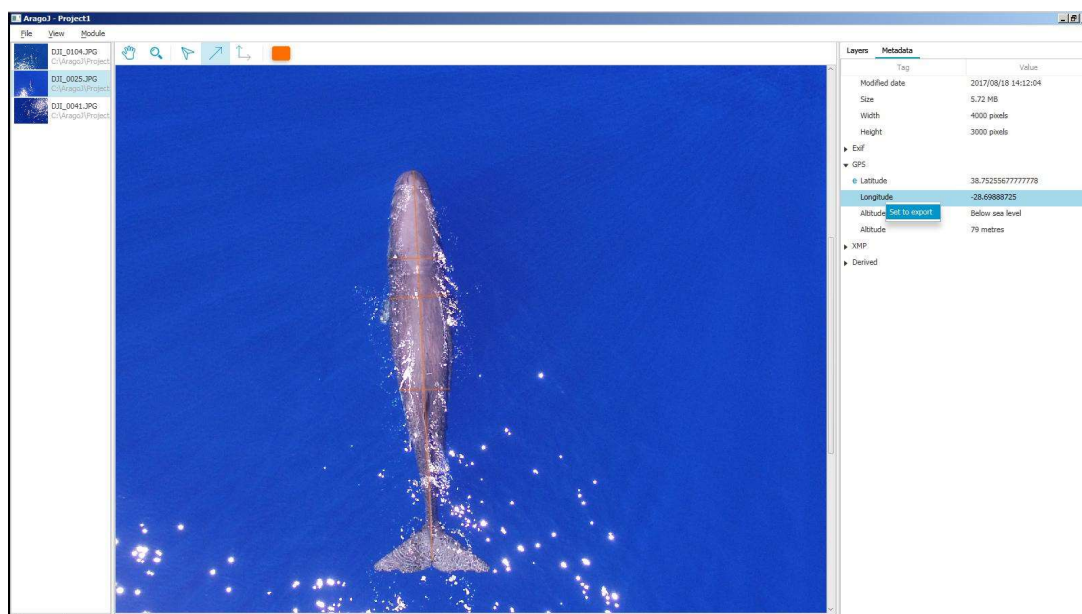 AragoJ - Project1
File View Module
DJI_0104.JPG
C:\AragoJ\Project
DJI_0025.JPG
C:\AragoJ\Project
DJI_0041.JPG
C:\AragoJ\Project
Layers Metadata
Tag Value
Modified date 2017/08/18 14:12:04
Size 5.72 MB
Width 4000 pixels
Height 3000 pixels
Exif
GPS
e Latitude 38.75255677777778
Longitude -28.69888725
Altitude Set to export Below sea level
Altitude 79 metres
XMP
Derived